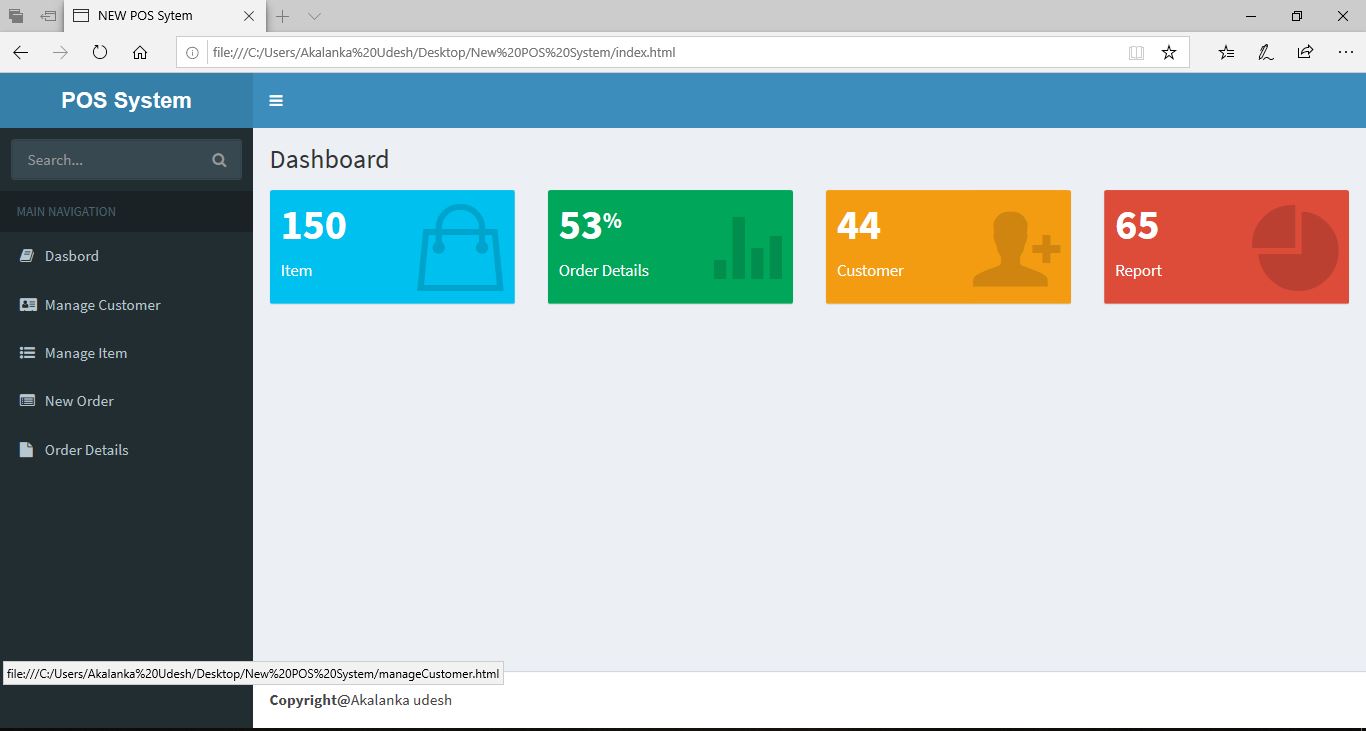 NEW POS Sytem
file:///C:/Users/Akalanka%20Udesh/Desktop/New%20POS%20System/index.html
POS System
Search...
MAIN NAVIGATION
Dasbord
Manage Customer
Manage Item
New Order
Order Details
Dashboard
150
Item
53%
Order Details
44
Customer
65
Report
file:///C:/Users/Akalanka%20Udesh/Desktop/New%20POS%20System/manageCustomer.html
Copyright@Akalanka udesh